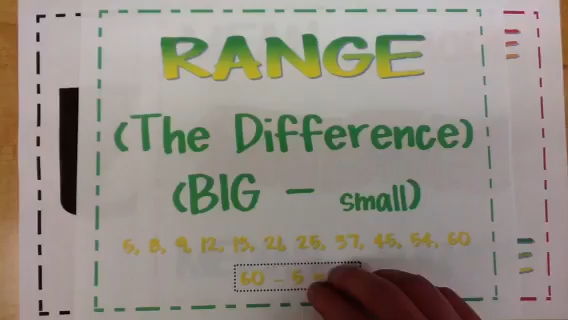 RANGE
(The Difference)
(BIG - small)
5, 8, 9, 12, 15, 21, 25, 37, 45, 54, 60
60 - 5